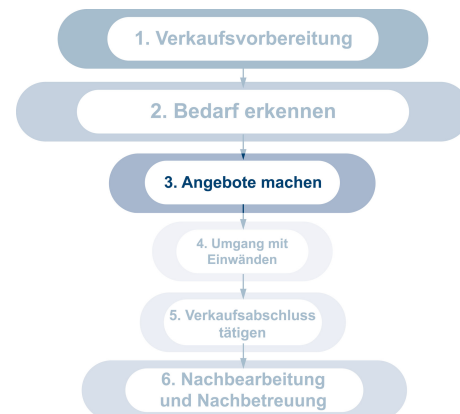 1. Verkaufsvorbereitung
2. Bedarf erkennen
3. Angebote machen
4. Umgang mit
Einwänden
5. Verkaufsabschluss
tätigen
6. Nachbearbeitung
und Nachbetreuung